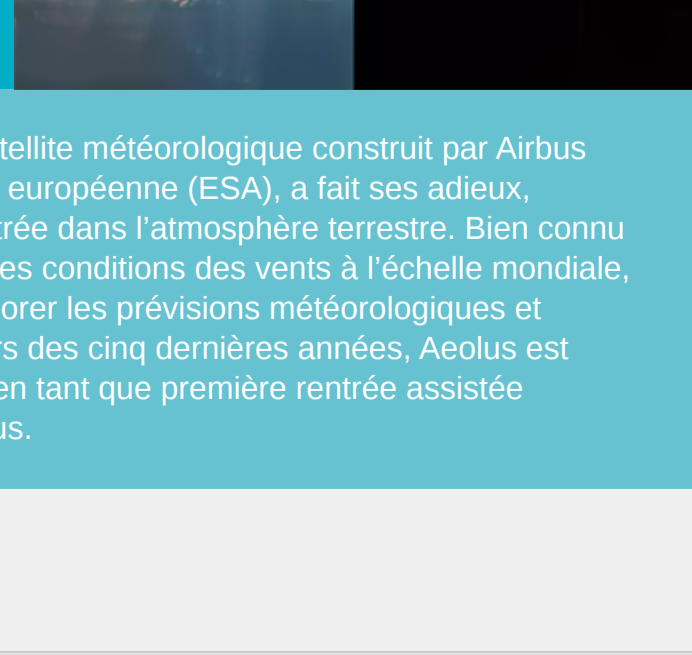 tellite météorologique construit par Airbus
européenne (ESA), a fait ses adieux,
trée dans l’atmosphère terrestre. Bien connu
es conditions des vents à l’échelle mondiale,
orer les prévisions météorologiques et
rs des cinq dernières années, Aeolus est
en tant que première rentrée assistée
us.